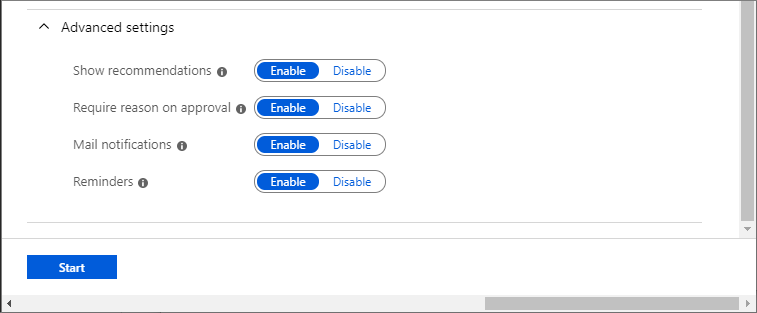 Advanced settings
Show recommendations Enable Disable
Require reason on approval Enable Disable
Mail notifications Enable Disable
Reminders Enable Disable
Start